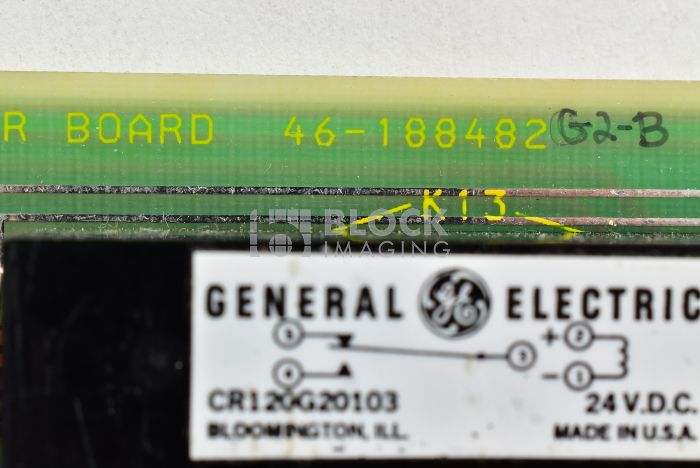 R BOARD 46-188482 G2-B
K13
BLOCK
IMAGING
GENERAL GE ELECTRIC
5 + 2
3
4 - 1
CR120G20103 24 V.D.C.
BLOOMINGTON, ILL. MADE IN U.S.A.